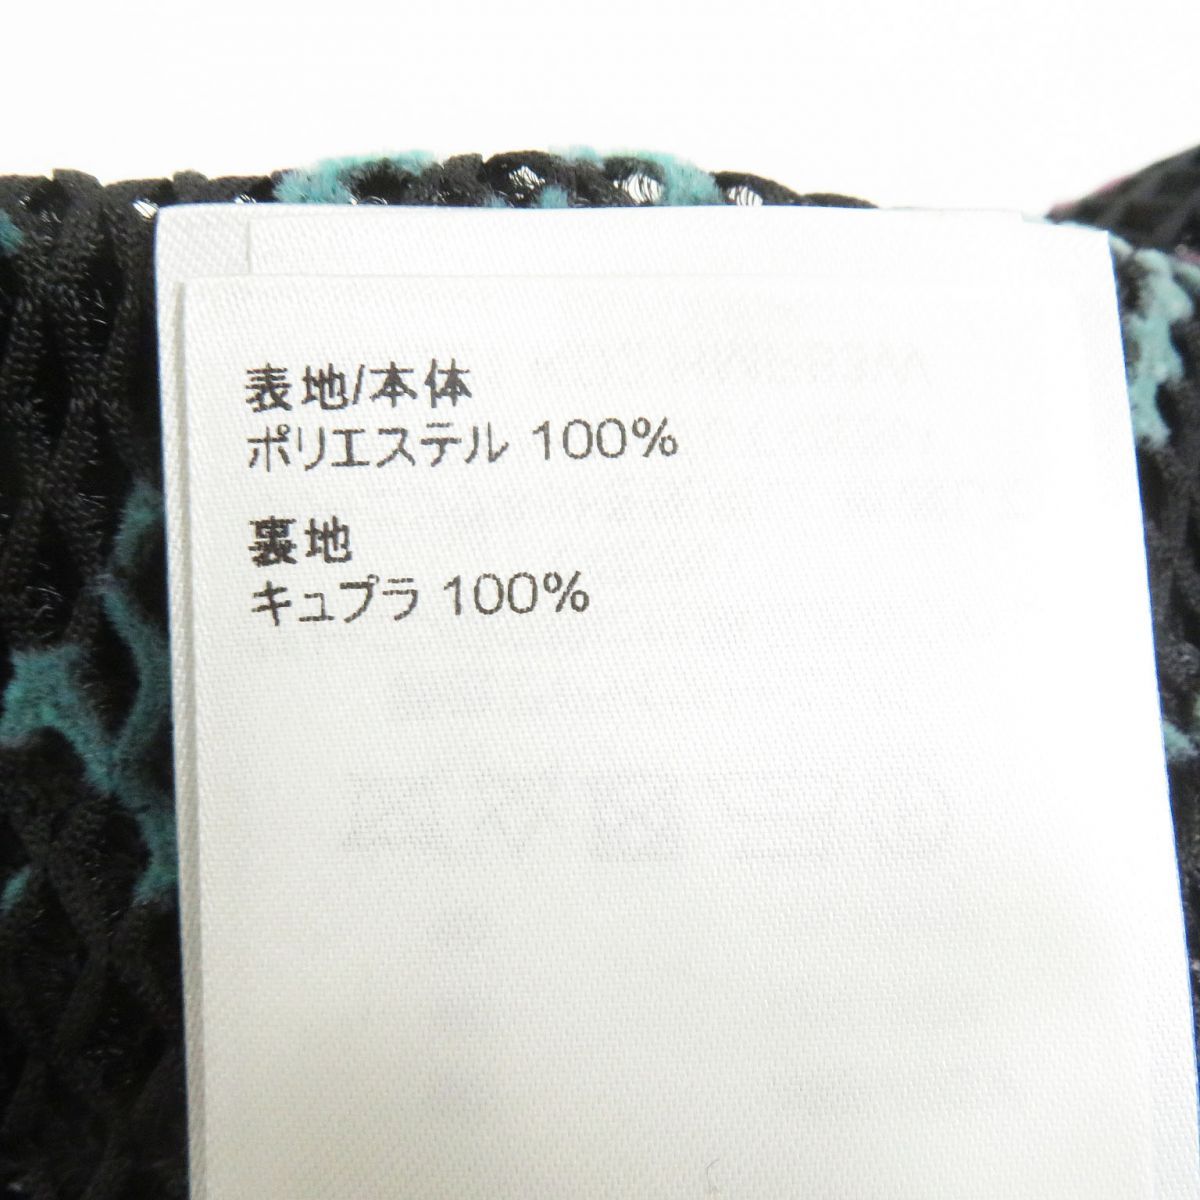 表地/本体
ポリエステル 100%
裏地
キュプラ 100%